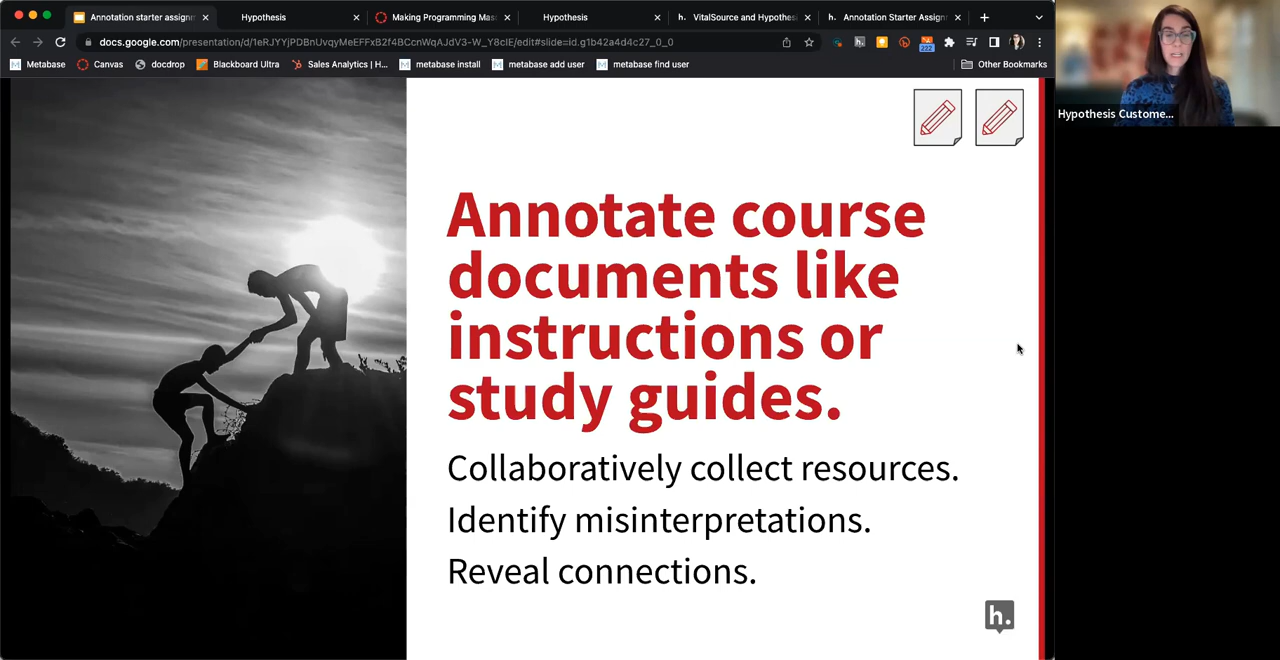 Annotation starter assignm
Hypothesis
Making Programming Mas
Hypothesis
VitalSource and Hypothes
Annotation Starter Assignm
docs.google.com/presentation/d/1eRJYYjPDBnUvqyMeEFFxB2f4BCcnWqAJdV3-W_Y8cIE/edit#slide=id.g1b42a4d4c27_0_0
222
Metabase
Canvas
docdrop
Blackboard Ultra
Sales Analytics | H...
metabase install
metabase add user
metabase find user
Other Bookmarks
Hypothesis Custome...
Annotate course
documents like
instructions or
study guides.
Collaboratively collect resources.
Identify misinterpretations.
Reveal connections.
h.